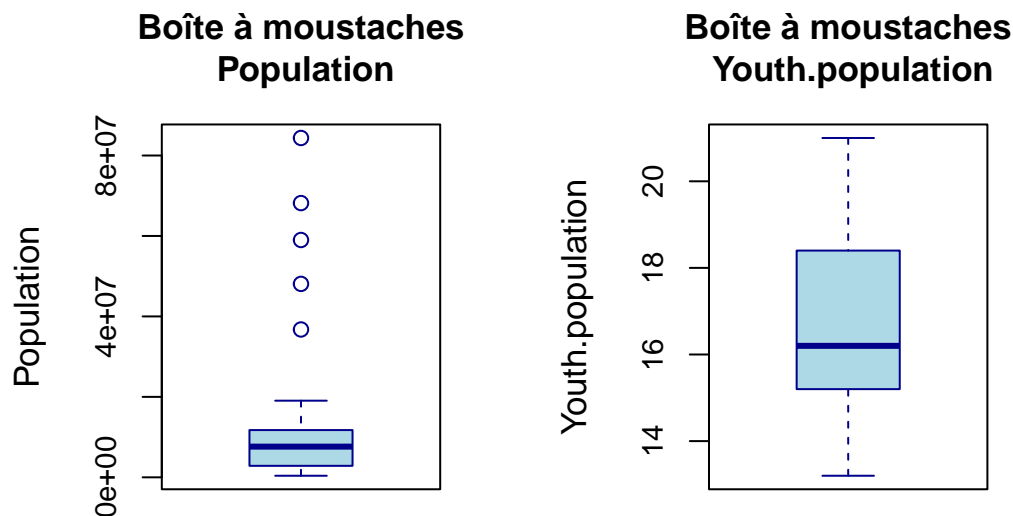 Boîte à moustaches
Population
Population
0e+00
4e+07
8e+07
Boîte à moustaches
Youth.population
Youth.population
14
16
18
20